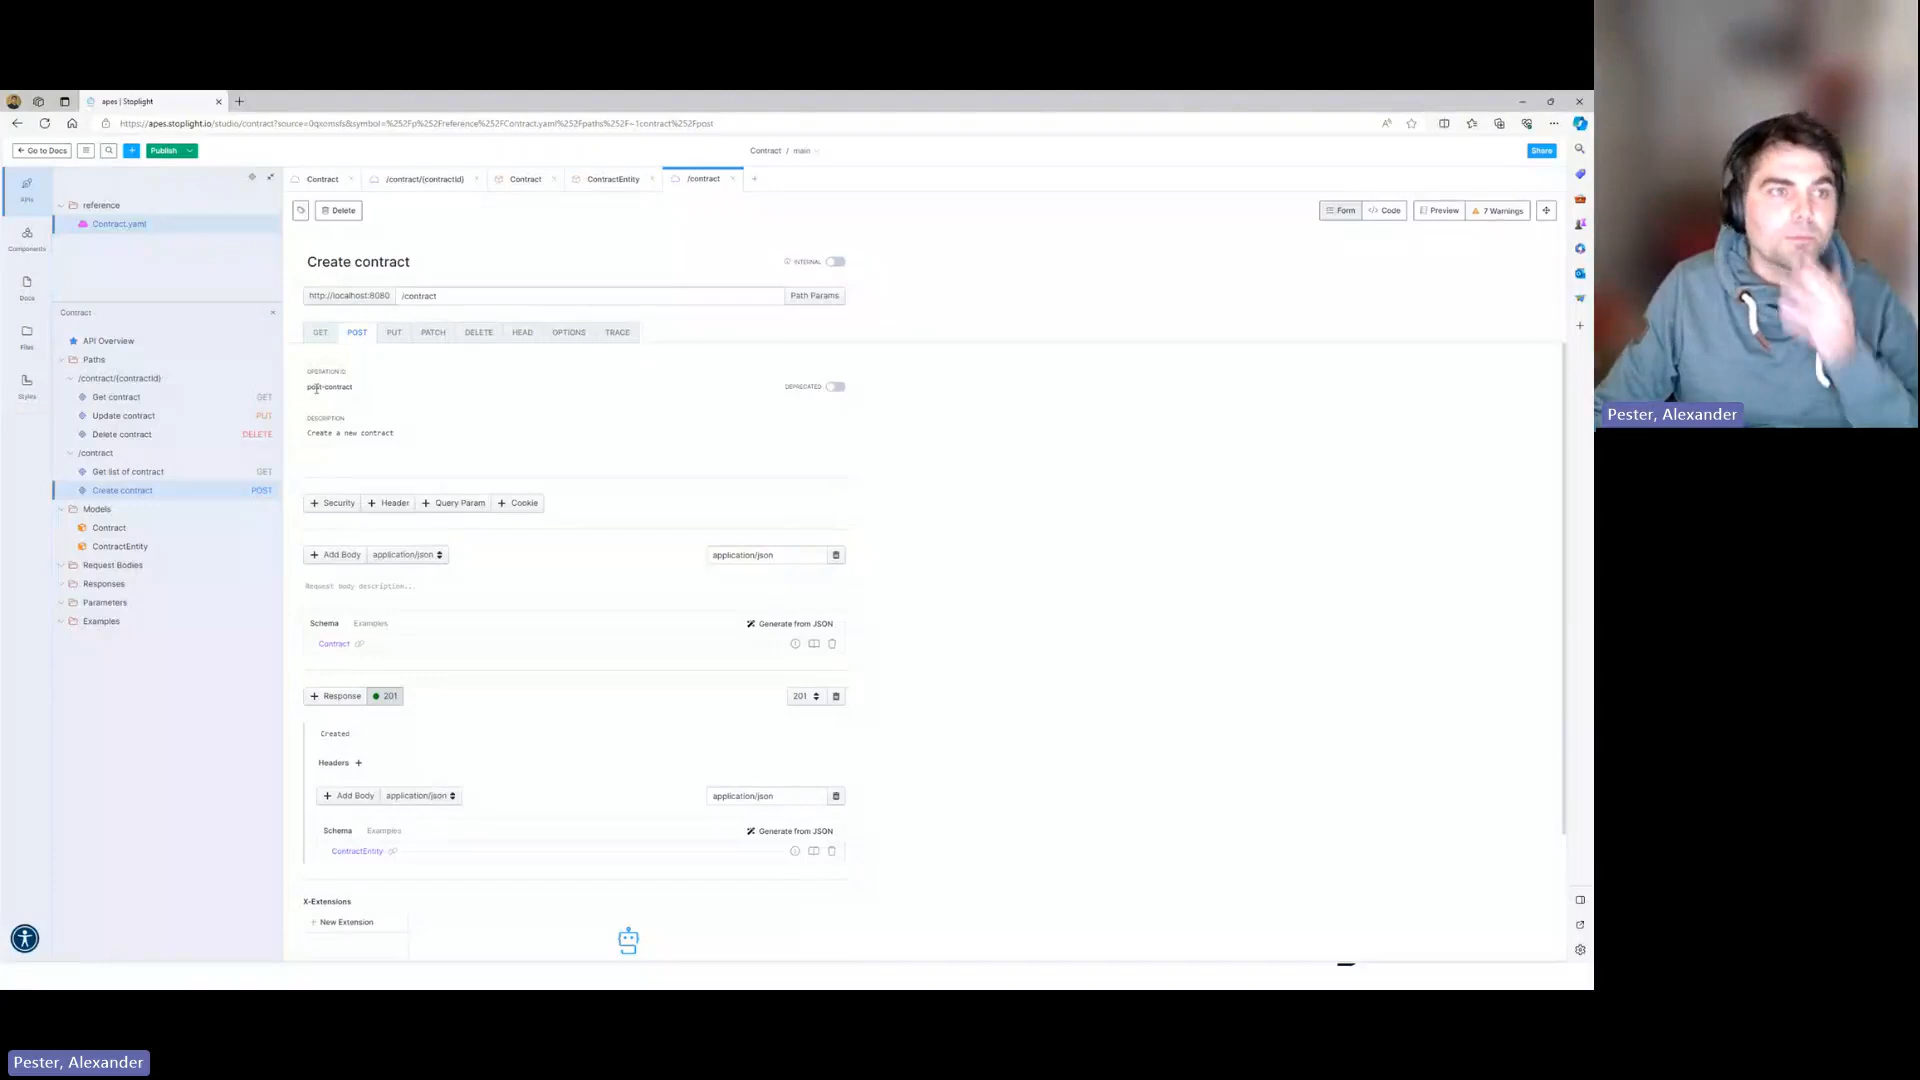 apes | Stoplight
https://apes.stoplight.io/studio/contract?source=0qxomsfs&symbol=%252Fp%252Freference%252FContract.yaml%252Fpaths%252F~1contract%252Fpost
Go to Docs
Publish
Contract / main
Share
APIs
Components
Docs
Files
Styles
reference
Contract.yaml
Contract
API Overview
Paths
/contract/{contractId}
Get contract GET
Update contract PUT
Delete contract DELETE
/contract
Get list of contract GET
Create contract POST
Models
Contract
ContractEntity
Request Bodies
Responses
Parameters
Examples
Contract /contract/{contractId} Contract ContractEntity /contract
Delete
Form Code Preview 7 Warnings
Create contract
INTERNAL
http://localhost:8080 /contract Path Params
GET POST PUT PATCH DELETE HEAD OPTIONS TRACE
OPERATION ID
post-contract
DEPRECATED
DESCRIPTION
Create a new contract
+ Security + Header + Query Param + Cookie
+ Add Body application/json application/json
Request body description...
Schema Examples Generate from JSON
Contract
+ Response 201 201
Created
Headers +
+ Add Body application/json application/json
Schema Examples Generate from JSON
ContractEntity
X-Extensions
+ New Extension
Pester, Alexander
Pester, Alexander